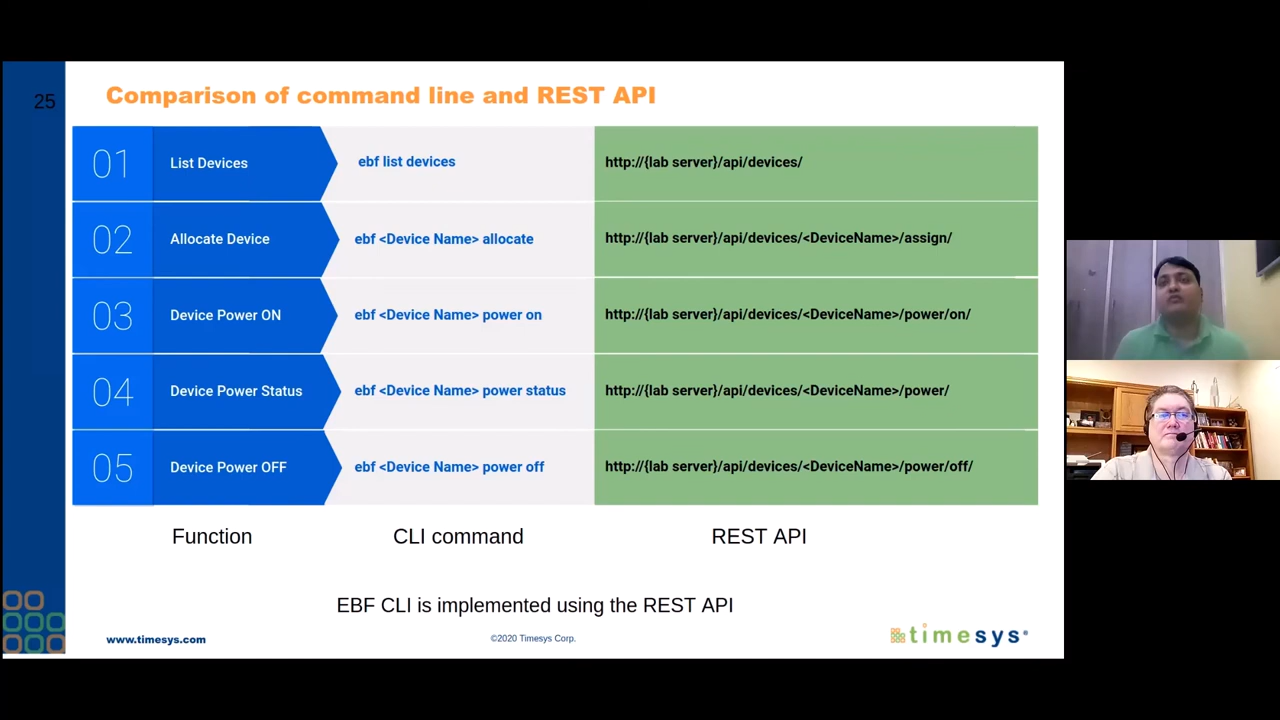 25
Comparison of command line and REST API
01 List Devices ebf list devices http://{lab server}/api/devices/
02 Allocate Device ebf <Device Name> allocate http://{lab server}/api/devices/<DeviceName>/assign/
03 Device Power ON ebf <Device Name> power on http://{lab server}/api/devices/<DeviceName>/power/on/
04 Device Power Status ebf <Device Name> power status http://{lab server}/api/devices/<DeviceName>/power/
05 Device Power OFF ebf <Device Name> power off http://{lab server}/api/devices/<DeviceName>/power/off/
Function CLI command REST API
EBF CLI is implemented using the REST API
www.timesys.com ©2020 Timesys Corp. timesys®